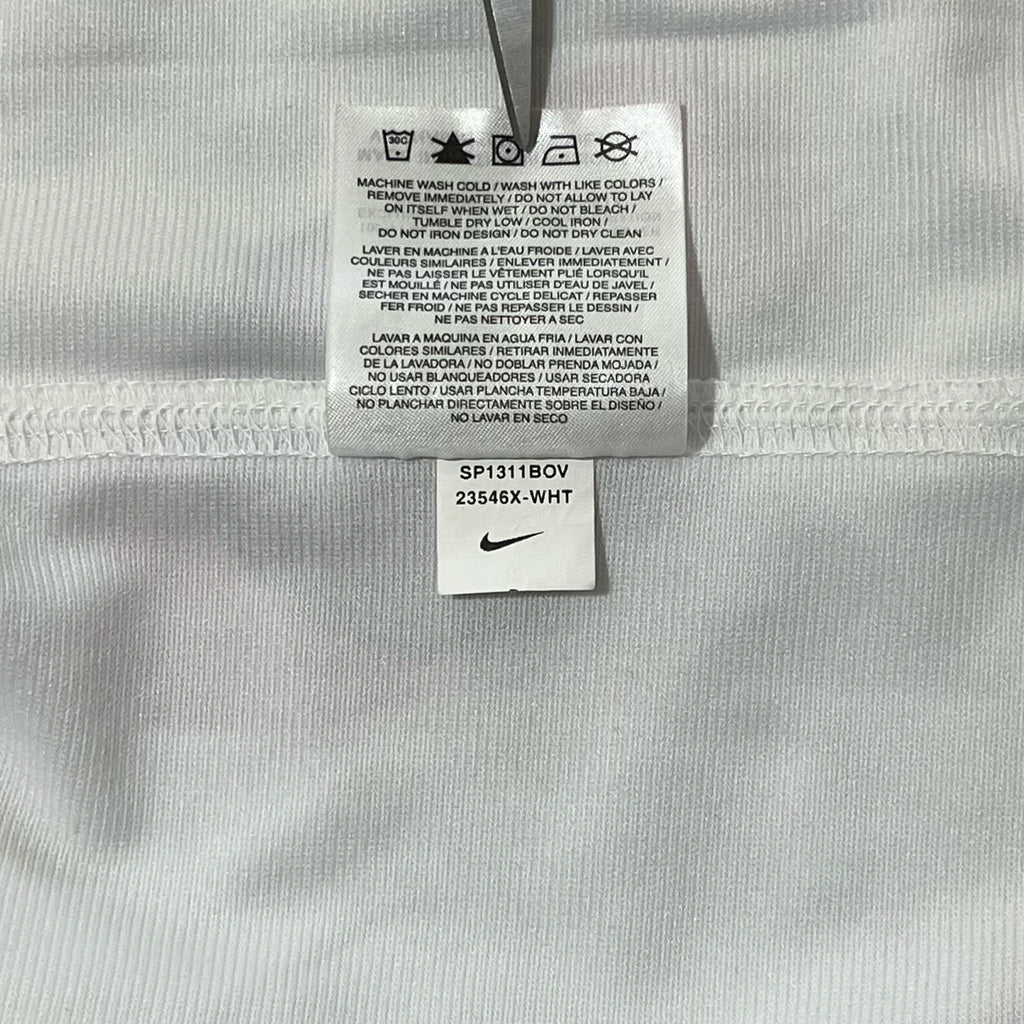 30C
MACHINE WASH COLD / WASH WITH LIKE COLORS /
REMOVE IMMEDIATELY / DO NOT ALLOW TO LAY
ON ITSELF WHEN WET / DO NOT BLEACH /
TUMBLE DRY LOW / COOL IRON /
DO NOT IRON DESIGN / DO NOT DRY CLEAN
LAVER EN MACHINE A L'EAU FROIDE / LAVER AVEC
COULEURS SIMILAIRES / ENLEVER IMMEDIATEMENT /
NE PAS LAISSER LE VÊTEMENT PLIÉ LORSQU'IL
EST MOUILLÉ / NE PAS UTILISER D'EAU DE JAVEL /
SECHER EN MACHINE CYCLE DELICAT / REPASSER
FER FROID / NE PAS REPASSER LE DESSIN /
NE PAS NETTOYER A SEC
LAVAR A MAQUINA EN AGUA FRIA / LAVAR CON
COLORES SIMILARES / RETIRAR INMEDIATAMENTE
DE LA LAVADORA / NO DOBLAR PRENDA MOJADA /
NO USAR BLANQUEADORES / USAR SECADORA
CICLO LENTO / USAR PLANCHA TEMPERATURA BAJA /
NO PLANCHAR DIRECTAMENTE SOBRE EL DISEÑO /
NO LAVAR EN SECO
SP1311BOV
23546X-WHT